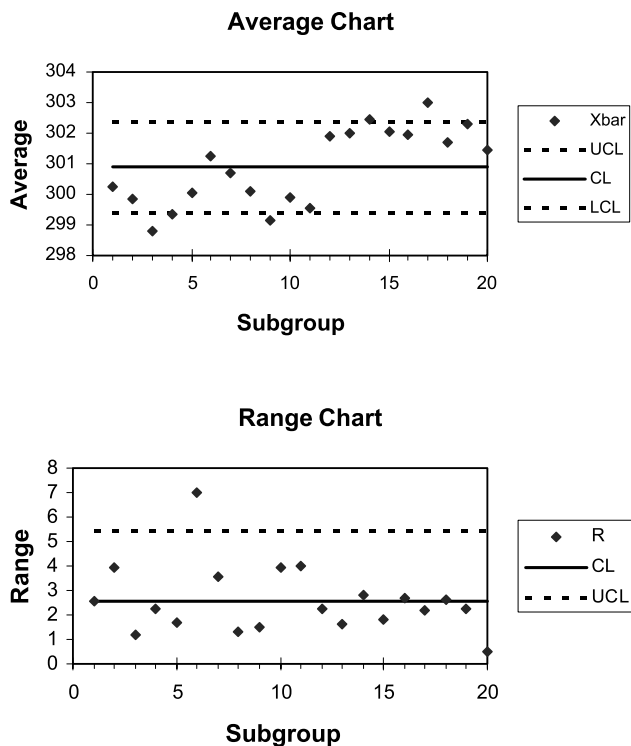 Average Chart
304
303
302
301
300
299
298
Average
0
5
10
15
20
Subgroup
Xbar
UCL
CL
LCL
Range Chart
8
7
6
5
4
3
2
1
0
Range
0
5
10
15
20
Subgroup
R
CL
UCL